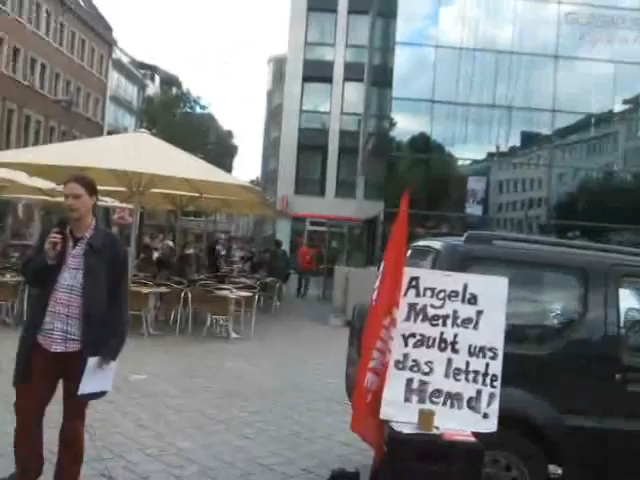 Angela
Merkel
raubt uns
das letzte
Hemd!